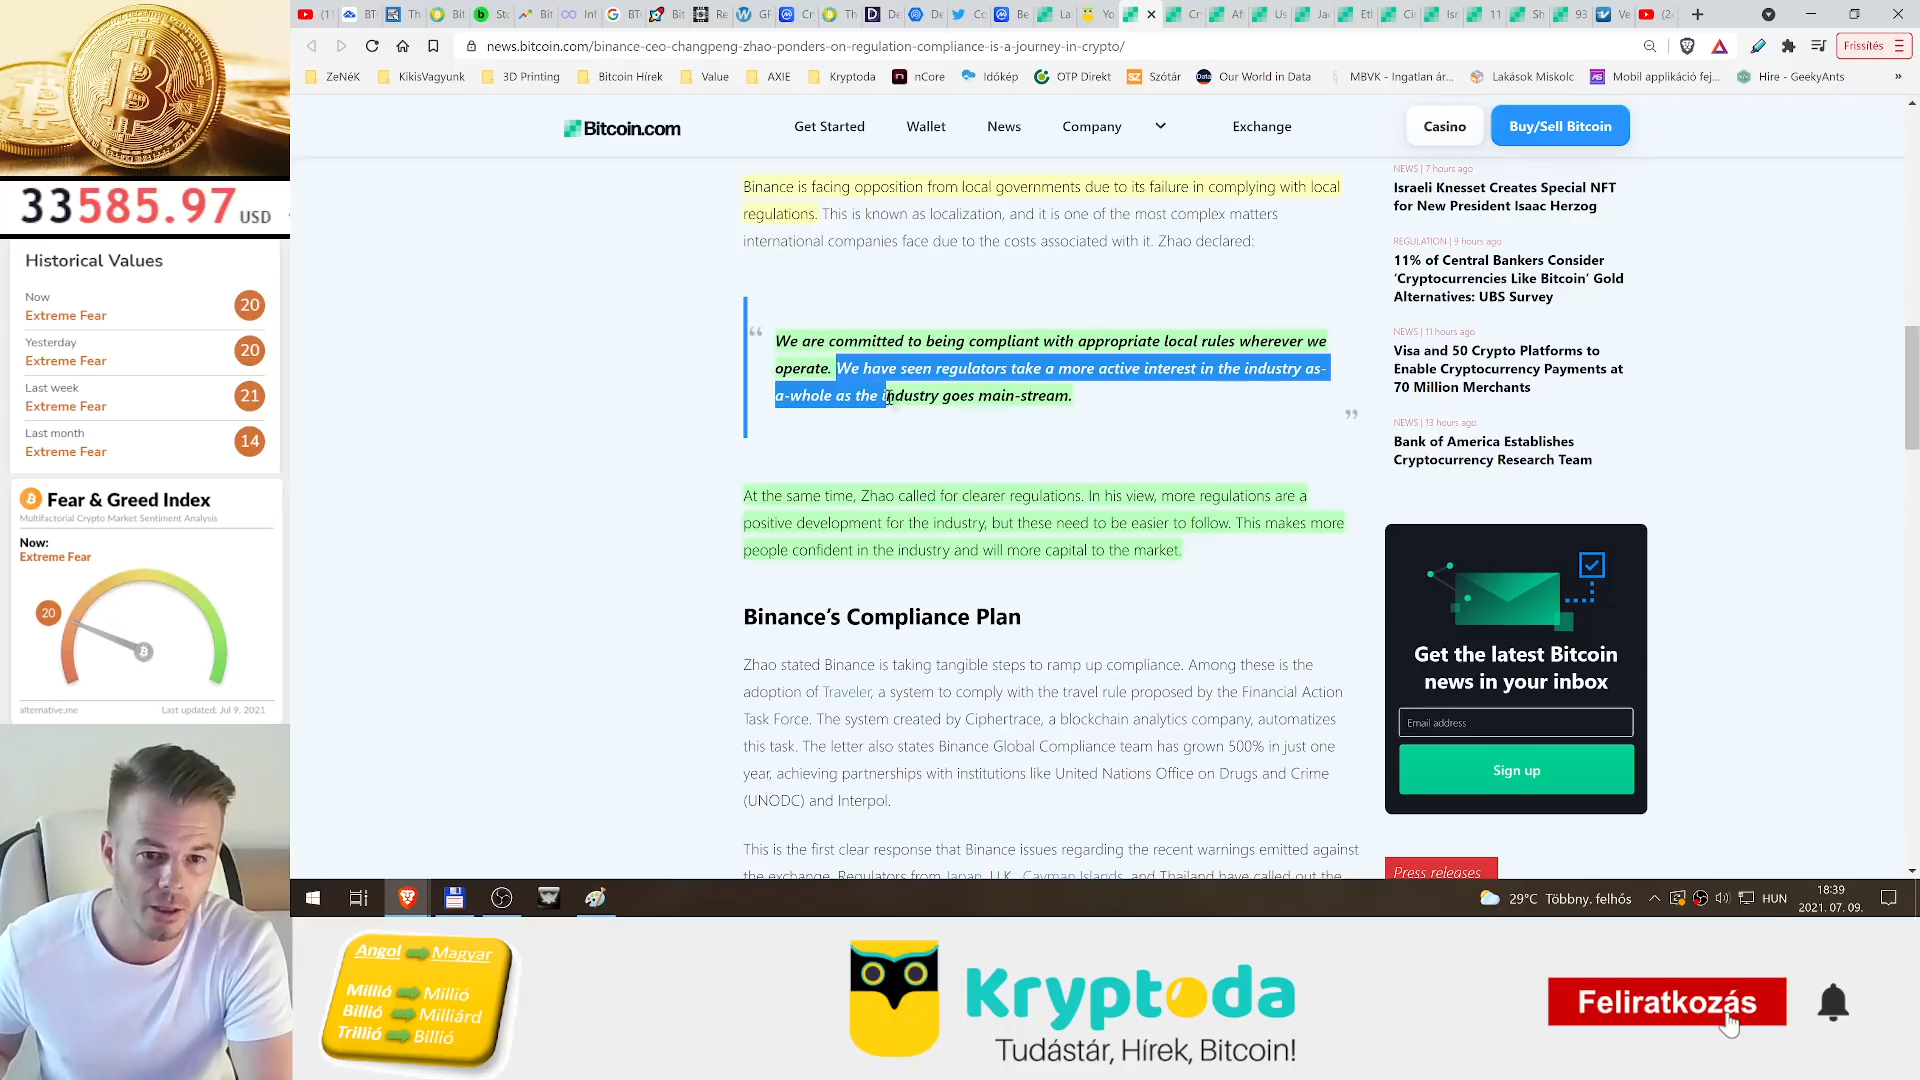 33585.97 USD
Historical Values
Now
Extreme Fear
20
Yesterday
Extreme Fear
20
Last week
Extreme Fear
21
Last month
Extreme Fear
14
Fear & Greed Index
Multifactorial Crypto Market Sentiment Analysis
Now:
Extreme Fear
20
alternative.me
Last updated: Jul 9, 2021
news.bitcoin.com/binance-ceo-changpeng-zhao-ponders-on-regulation-compliance-is-a-journey-in-crypto/
Frissítés
ZeNéK
KikisVagyunk
3D Printing
Bitcoin Hírek
Value
AXIE
Kryptoda
nCore
Időkép
OTP Direkt
Szótár
Our World in Data
MBVK - Ingatlan ár...
Lakások Miskolc
Mobil applikáció fej...
Hire - GeekyAnts
Bitcoin.com
Get Started
Wallet
News
Company
Exchange
Casino
Buy/Sell Bitcoin
Binance is facing opposition from local governments due to its failure in complying with local
regulations. This is known as localization, and it is one of the most complex matters
international companies face due to the costs associated with it. Zhao declared:
We are committed to being compliant with appropriate local rules wherever we
operate. We have seen regulators take a more active interest in the industry as-
a-whole as the industry goes main-stream.
At the same time, Zhao called for clearer regulations. In his view, more regulations are a
positive development for the industry, but these need to be easier to follow. This makes more
people confident in the industry and will more capital to the market.
Binance’s Compliance Plan
Zhao stated Binance is taking tangible steps to ramp up compliance. Among these is the
adoption of Traveler, a system to comply with the travel rule proposed by the Financial Action
Task Force. The system created by Ciphertrace, a blockchain analytics company, automatizes
this task. The letter also states Binance Global Compliance team has grown 500% in just one
year, achieving partnerships with institutions like United Nations Office on Drugs and Crime
(UNODC) and Interpol.
This is the first clear response that Binance issues regarding the recent warnings emitted against
the exchange. Regulators from Japan, U.K., Cayman Islands, and Thailand have called out the
NEWS | 7 hours ago
Israeli Knesset Creates Special NFT
for New President Isaac Herzog
REGULATION | 9 hours ago
11% of Central Bankers Consider
‘Cryptocurrencies Like Bitcoin’ Gold
Alternatives: UBS Survey
NEWS | 11 hours ago
Visa and 50 Crypto Platforms to
Enable Cryptocurrency Payments at
70 Million Merchants
NEWS | 13 hours ago
Bank of America Establishes
Cryptocurrency Research Team
Get the latest Bitcoin
news in your inbox
Email address
Sign up
Press releases
29°C Többny. felhős
HUN
18:39
2021. 07. 09.
Angol Magyar
Millió Millió
Billió Milliárd
Trillió Billió
Kryptoda
Tudástár, Hírek, Bitcoin!
Feliratkozás